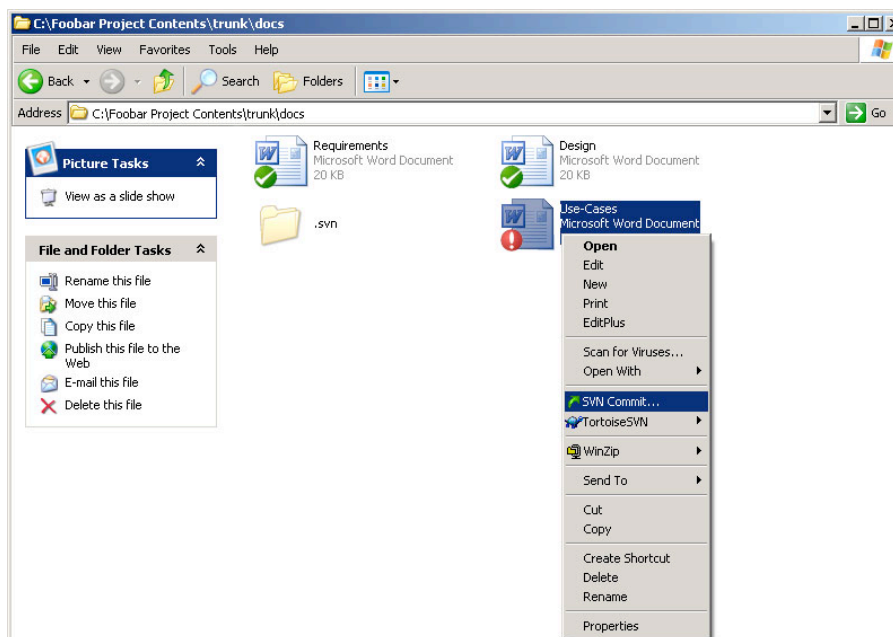 C:\Foobar Project Contents\trunk\docs
File Edit View Favorites Tools Help
Back Search Folders
Address C:\Foobar Project Contents\trunk\docs Go
Picture Tasks
View as a slide show
File and Folder Tasks
Rename this file
Move this file
Copy this file
Publish this file to the
Web
E-mail this file
Delete this file
Requirements
Microsoft Word Document
20 KB
Design
Microsoft Word Document
20 KB
.svn
Use-Cases
Microsoft Word Document
Open
Edit
New
Print
EditPlus
Scan for Viruses...
Open With
SVN Commit...
TortoiseSVN
WinZip
Send To
Cut
Copy
Create Shortcut
Delete
Rename
Properties